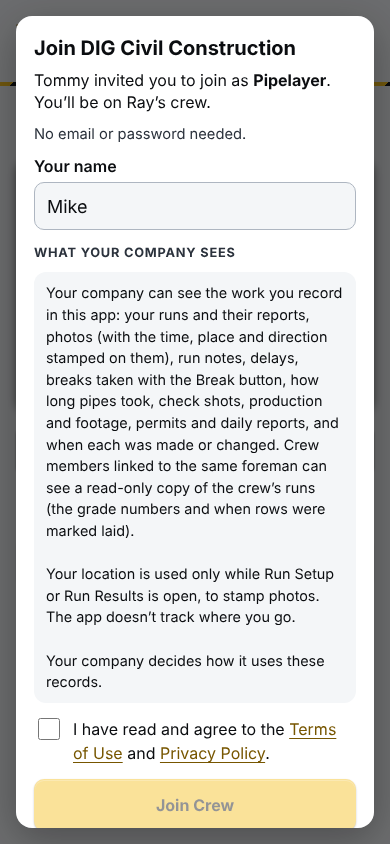 Join DIG Civil Construction
Tommy invited you to join as Pipelayer.
You’ll be on Ray’s crew.
No email or password needed.
Your name
Mike
WHAT YOUR COMPANY SEES
Your company can see the work you record
in this app: your runs and their reports,
photos (with the time, place and direction
stamped on them), run notes, delays,
breaks taken with the Break button, how
long pipes took, check shots, production
and footage, permits and daily reports, and
when each was made or changed. Crew
members linked to the same foreman can
see a read-only copy of the crew’s runs
(the grade numbers and when rows were
marked laid).
Your location is used only while Run Setup
or Run Results is open, to stamp photos.
The app doesn’t track where you go.
Your company decides how it uses these
records.
I have read and agree to the Terms
of Use and Privacy Policy.
Join Crew